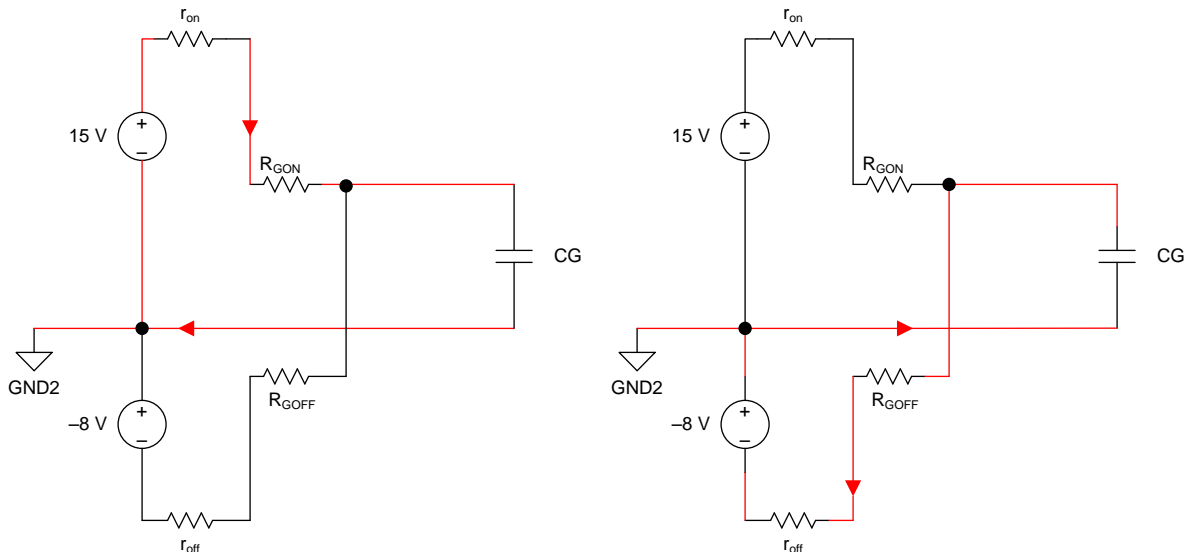 r_on
15 V
+
–
R_GON
CG
GND2
+
–8 V
–
R_GOFF
r_off
r_on
15 V
+
–
R_GON
CG
GND2
+
–8 V
–
R_GOFF
r_off